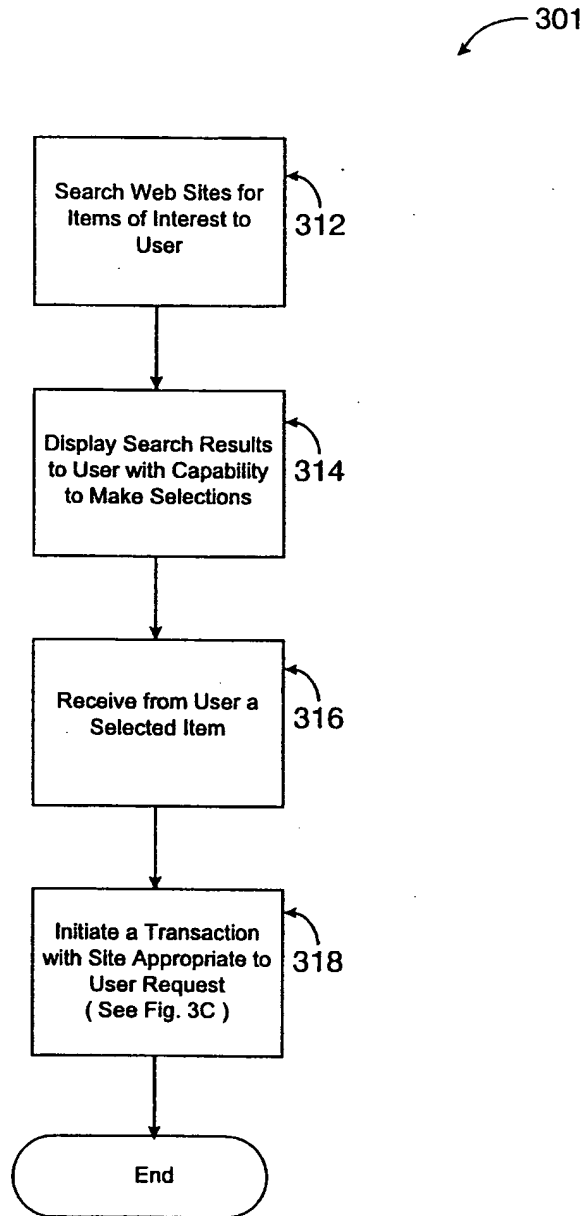 301
Search Web Sites for
Items of Interest to
User
312
Display Search Results
to User with Capability
to Make Selections
314
Receive from User a
Selected Item
316
Initiate a Transaction
with Site Appropriate to
User Request
( See Fig. 3C )
318
End